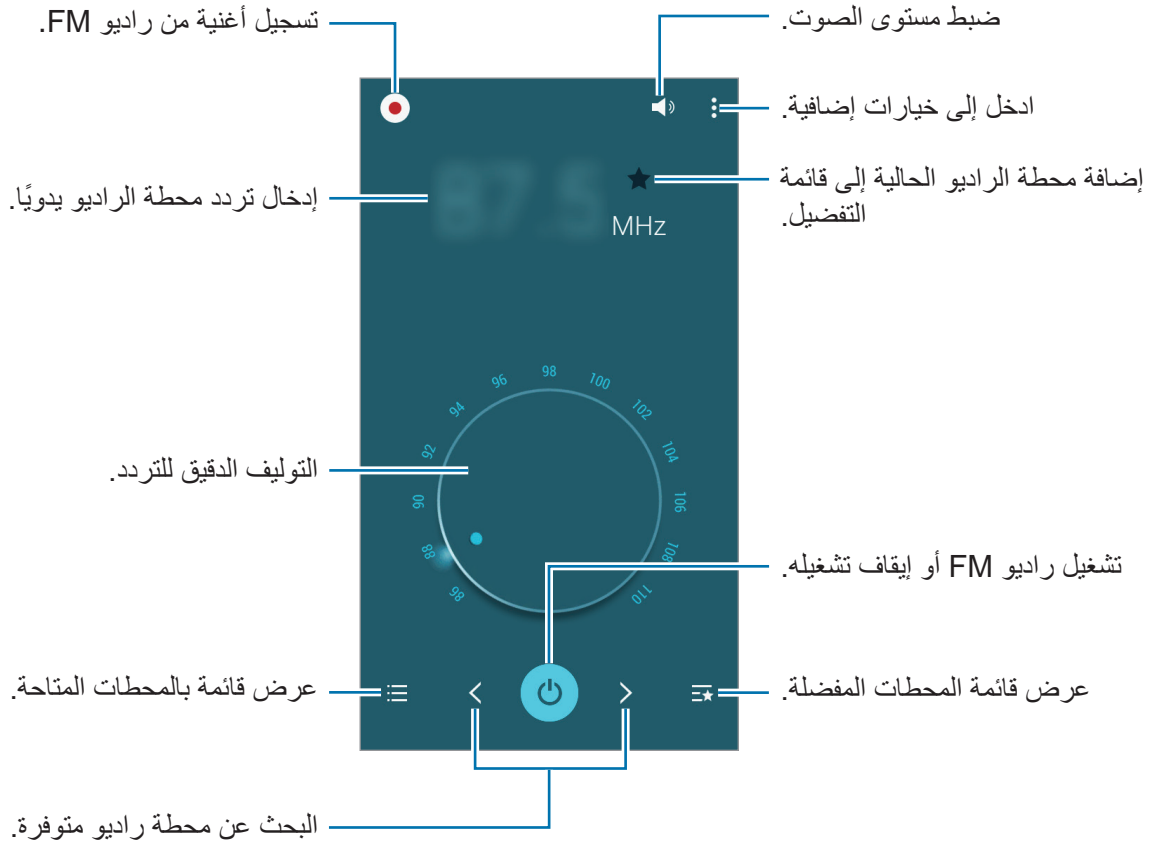 تسجيل أغنية من راديو FM.
ضبط مستوى الصوت.
ادخل إلى خيارات إضافية.
إضافة محطة الراديو الحالية إلى قائمة
التفضيل.
إدخال تردد محطة الراديو يدويًا.
87.5
MHz
98
96
100
94
102
92
104
90
106
88
108
86
110
التوليف الدقيق للتردد.
تشغيل راديو FM أو إيقاف تشغيله.
عرض قائمة بالمحطات المتاحة.
عرض قائمة المحطات المفضلة.
البحث عن محطة راديو متوفرة.